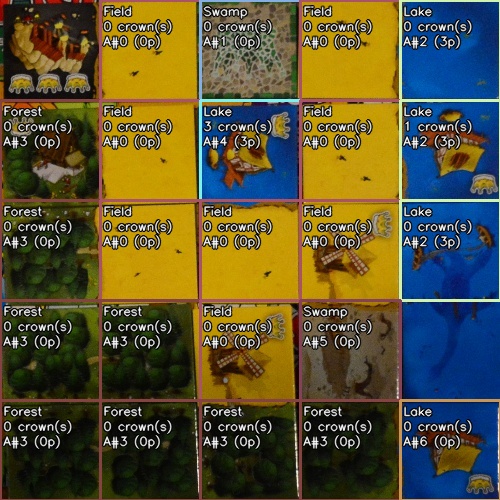 Field
0 crown(s)
A#0 (0p)
Swamp
0 crown(s)
A#1 (0p)
Field
0 crown(s)
A#0 (0p)
Lake
0 crown(s)
A#2 (3p)
Forest
0 crown(s)
A#3 (0p)
Field
0 crown(s)
A#0 (0p)
Lake
3 crown(s)
A#4 (3p)
Field
0 crown(s)
A#0 (0p)
Lake
1 crown(s)
A#2 (3p)
Forest
0 crown(s)
A#3 (0p)
Field
0 crown(s)
A#0 (0p)
Field
0 crown(s)
A#0 (0p)
Field
0 crown(s)
A#0 (0p)
Lake
0 crown(s)
A#2 (3p)
Forest
0 crown(s)
A#3 (0p)
Forest
0 crown(s)
A#3 (0p)
Field
0 crown(s)
A#0 (0p)
Swamp
0 crown(s)
A#5 (0p)
Forest
0 crown(s)
A#3 (0p)
Forest
0 crown(s)
A#3 (0p)
Forest
0 crown(s)
A#3 (0p)
Forest
0 crown(s)
A#3 (0p)
Lake
0 crown(s)
A#6 (0p)